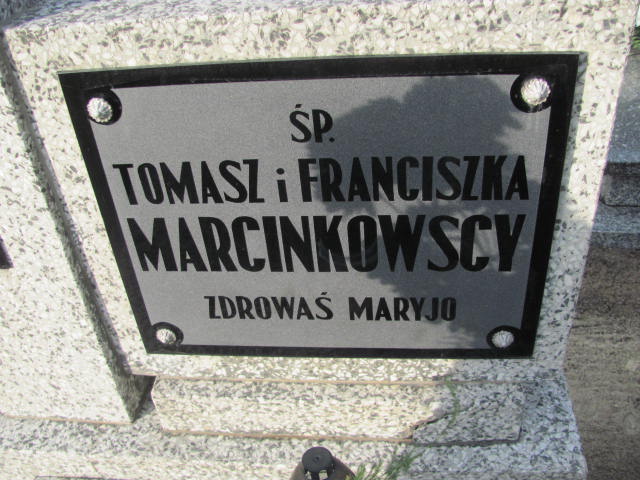 ŚP.
TOMASZ i FRANCISZKA
MARCINKOWSCY
ZDROWAŚ MARYJO